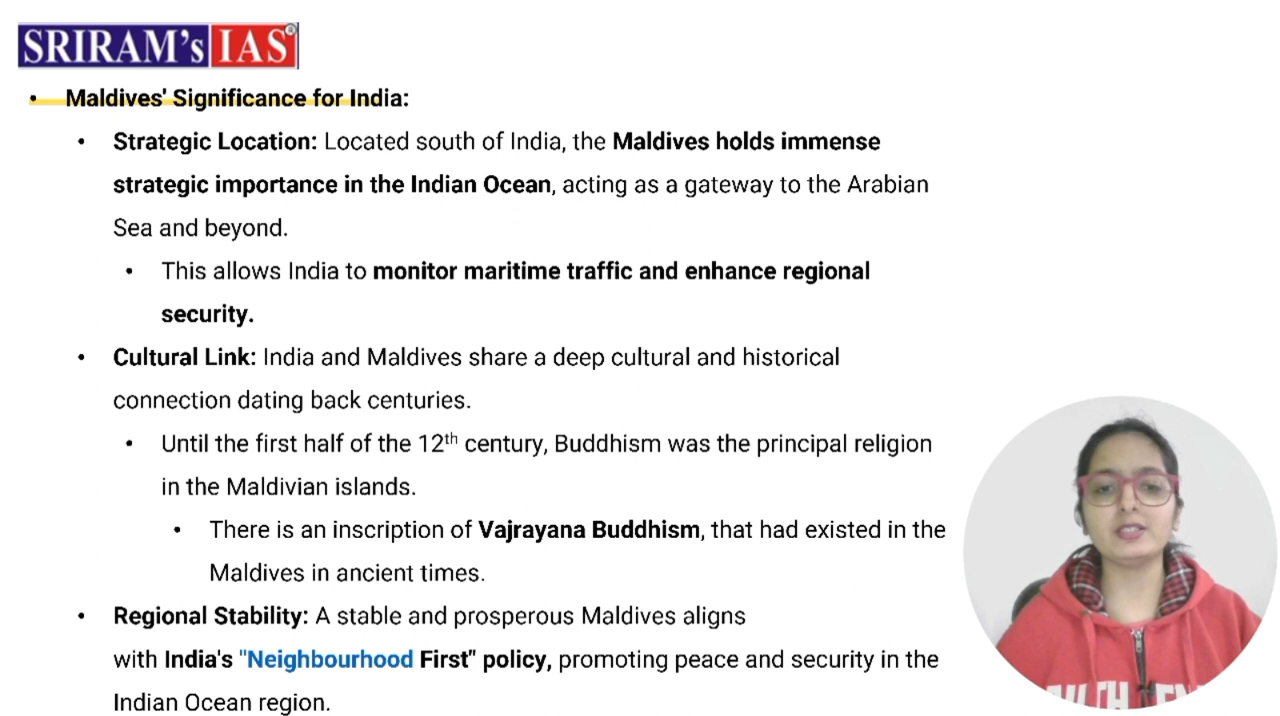 SRIRAM's IAS®
• Maldives' Significance for India:
• Strategic Location: Located south of India, the Maldives holds immense
strategic importance in the Indian Ocean, acting as a gateway to the Arabian
Sea and beyond.
• This allows India to monitor maritime traffic and enhance regional
security.
• Cultural Link: India and Maldives share a deep cultural and historical
connection dating back centuries.
• Until the first half of the 12th century, Buddhism was the principal religion
in the Maldivian islands.
• There is an inscription of Vajrayana Buddhism, that had existed in the
Maldives in ancient times.
• Regional Stability: A stable and prosperous Maldives aligns
with India's "Neighbourhood First" policy, promoting peace and security in the
Indian Ocean region.